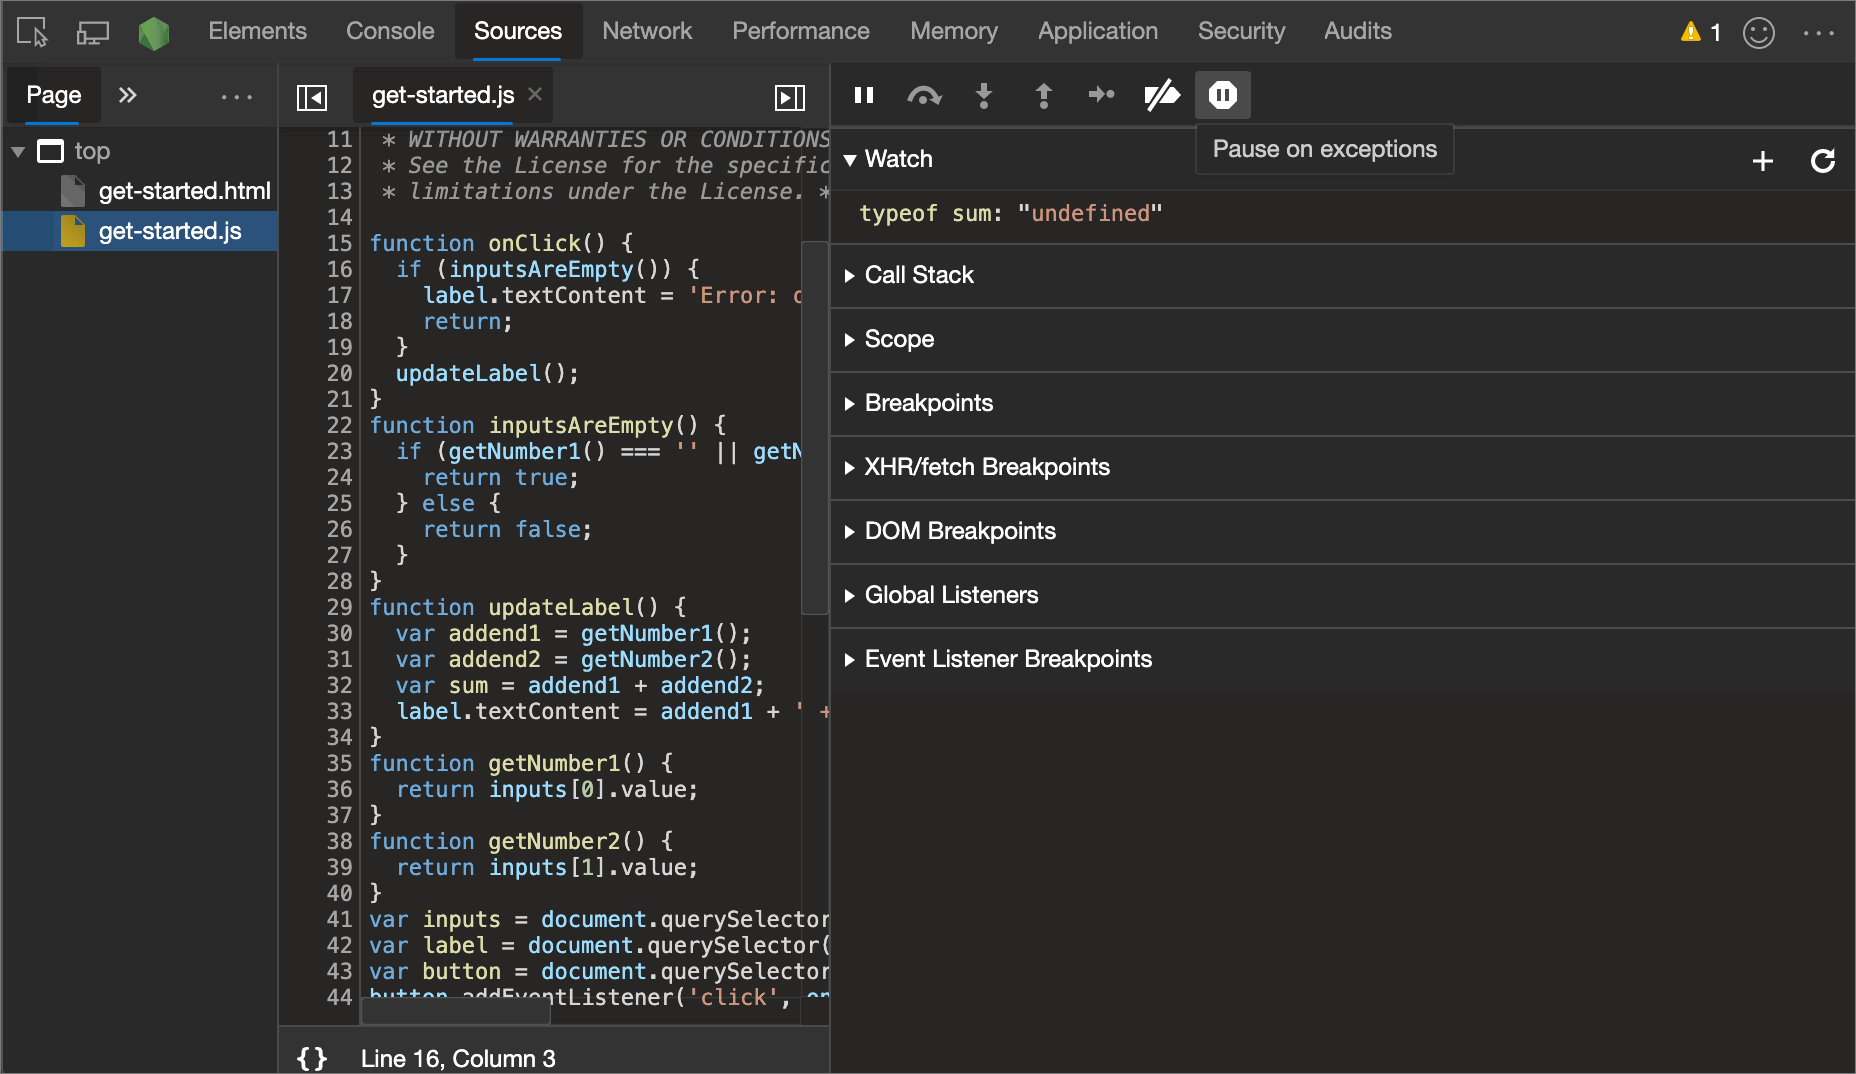 Elements Console Sources Network Performance Memory Application Security Audits 1
Page
get-started.js
Pause on exceptions
top
get-started.html
get-started.js
11 * WITHOUT WARRANTIES OR CONDITIONS
12 * See the License for the specific
13 * limitations under the License. *
14
15 function onClick() {
16 if (inputsAreEmpty()) {
17 label.textContent = 'Error:
18 return;
19 }
20 updateLabel();
21 }
22 function inputsAreEmpty() {
23 if (getNumber1() === '' || getN
24 return true;
25 } else {
26 return false;
27 }
28 }
29 function updateLabel() {
30 var addend1 = getNumber1();
31 var addend2 = getNumber2();
32 var sum = addend1 + addend2;
33 label.textContent = addend1 + ' +
34 }
35 function getNumber1() {
36 return inputs[0].value;
37 }
38 function getNumber2() {
39 return inputs[1].value;
40 }
41 var inputs = document.querySelector
42 var label = document.querySelector(
43 var button = document.querySelector
44 button.addEventListener('click', on
{} Line 16, Column 3
Watch
typeof sum: "undefined"
Call Stack
Scope
Breakpoints
XHR/fetch Breakpoints
DOM Breakpoints
Global Listeners
Event Listener Breakpoints